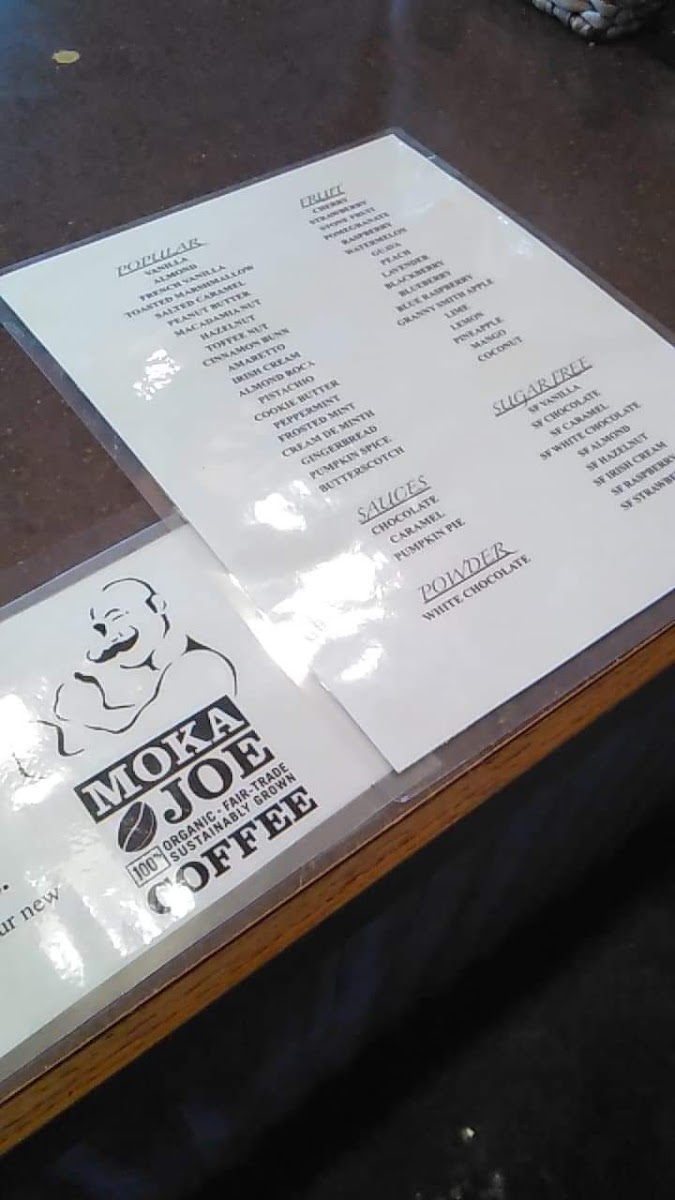 POPULAR
VANILLA
ALMOND
FRENCH VANILLA
TOASTED MARSHMALLOW
SALTED CARAMEL
PEANUT BUTTER
MACADAMIA NUT
HAZELNUT
TOFFEE NUT
CINNAMON BUNN
AMARETTO
IRISH CREAM
ALMOND ROCA
PISTACHIO
COOKIE BUTTER
PEPPERMINT
FROSTED MINT
CREAM DE MINTH
GINGERBREAD
PUMPKIN SPICE
BUTTERSCOTCH
SAUCES
CHOCOLATE
CARAMEL
PUMPKIN PIE
POWDER
WHITE CHOCOLATE
FRUIT
CHERRY
STRAWBERRY
STONE FRUIT
POMEGRANATE
RASPBERRY
WATERMELON
GUAVA
PEACH
LAVENDER
BLACKBERRY
BLUEBERRY
BLUE RASPBERRY
GRANNY SMITH APPLE
LIME
LEMON
PINEAPPLE
MANGO
COCONUT
SUGAR FREE
SF VANILLA
SF CHOCOLATE
SF CARAMEL
SF WHITE CHOCOLATE
SF ALMOND
SF HAZELNUT
SF IRISH CREAM
SF RASPBERRY
SF STRAWBE
MOKA
JOE
100% ORGANIC - FAIR-TRADE
SUSTAINABLY GROWN
COFFEE
ur new